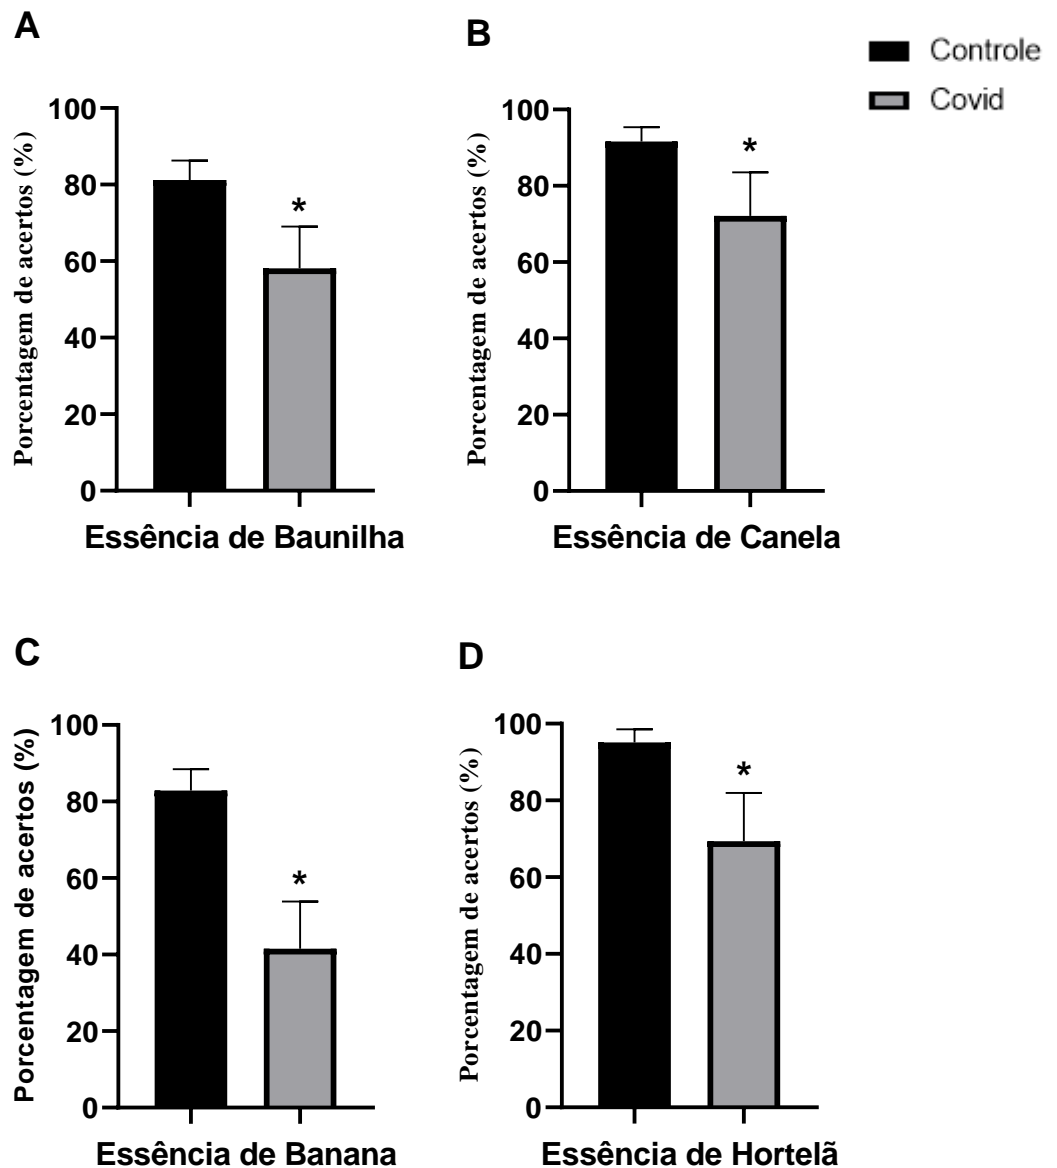 A
B
Controle
Covid
Porcentagem de acertos (%)
100
80
60
40
20
0
*
Essência de Baunilha
Porcentagem de acertos (%)
100
80
60
40
20
0
*
Essência de Canela
C
D
Porcentagem de acertos (%)
100
80
60
40
20
0
*
Essência de Banana
Porcentagem de acertos (%)
100
80
60
40
20
0
*
Essência de Hortelã